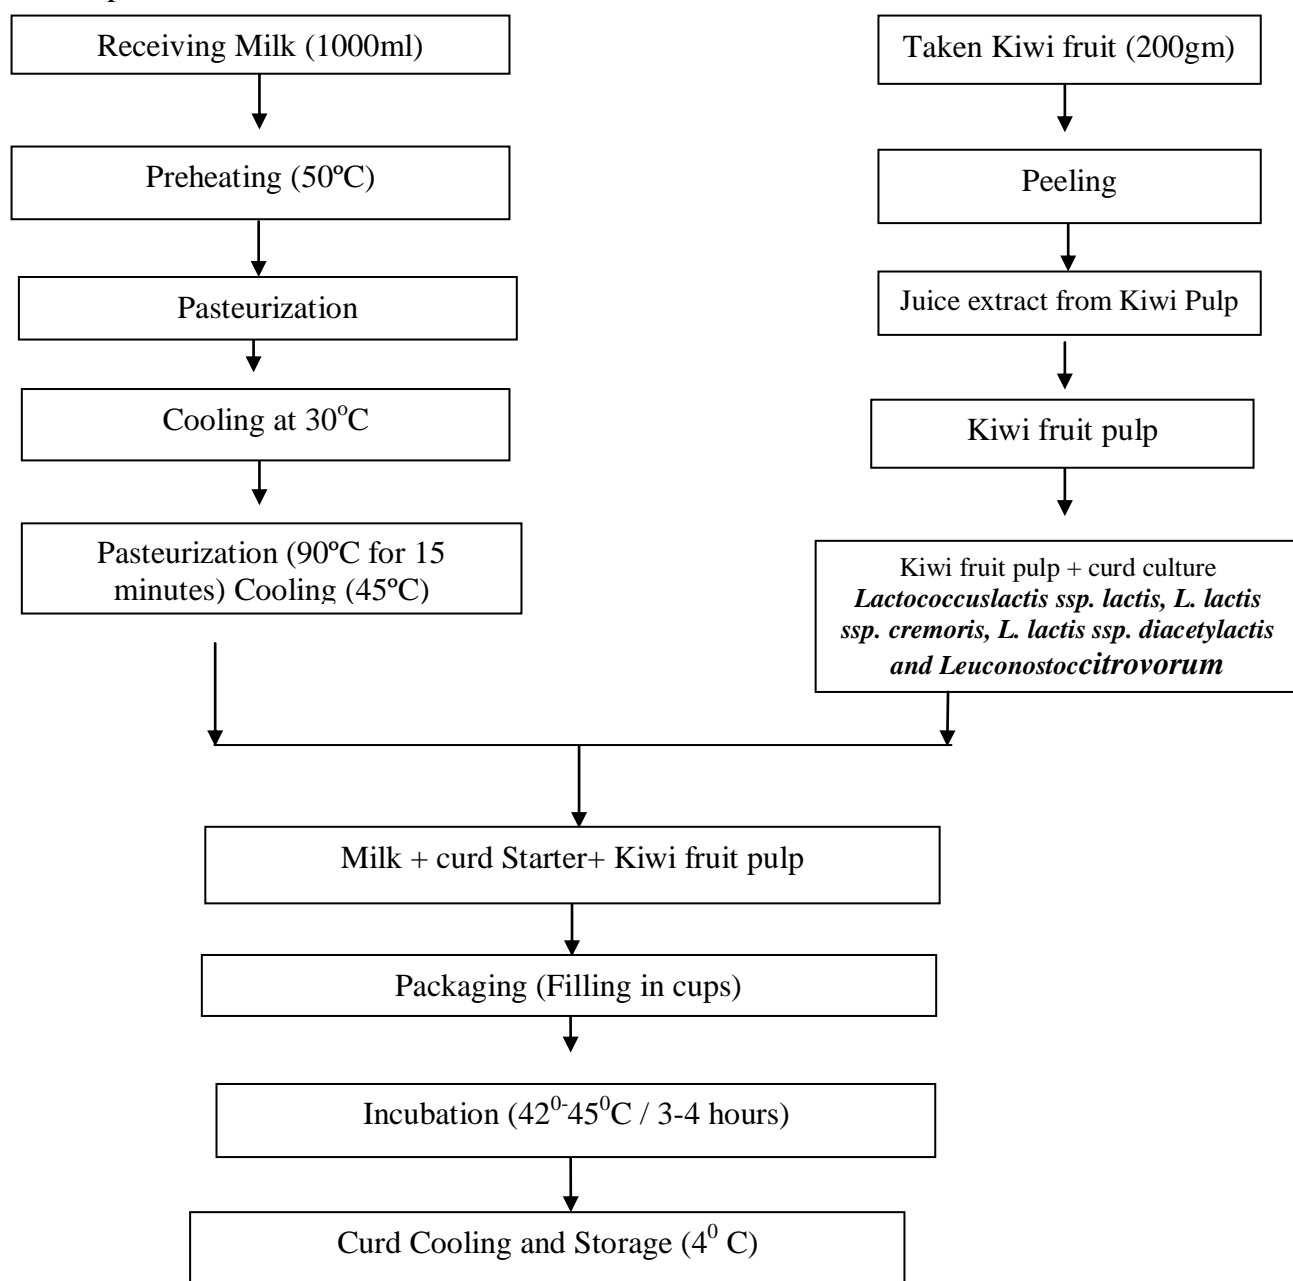 Receiving Milk (1000ml)
Preheating (50ºC)
Pasteurization
Cooling at 30°C
Pasteurization (90ºC for 15
minutes) Cooling (45ºC)
Taken Kiwi fruit (200gm)
Peeling
Juice extract from Kiwi Pulp
Kiwi fruit pulp
Kiwi fruit pulp + curd culture
Lactococcuslactis ssp. lactis, L. lactis
ssp. cremoris, L. lactis ssp. diacetylactis
and Leuconostoccitrovorum
Milk + curd Starter+ Kiwi fruit pulp
Packaging (Filling in cups)
Incubation (42⁰⁻45⁰C / 3-4 hours)
Curd Cooling and Storage (4⁰ C)